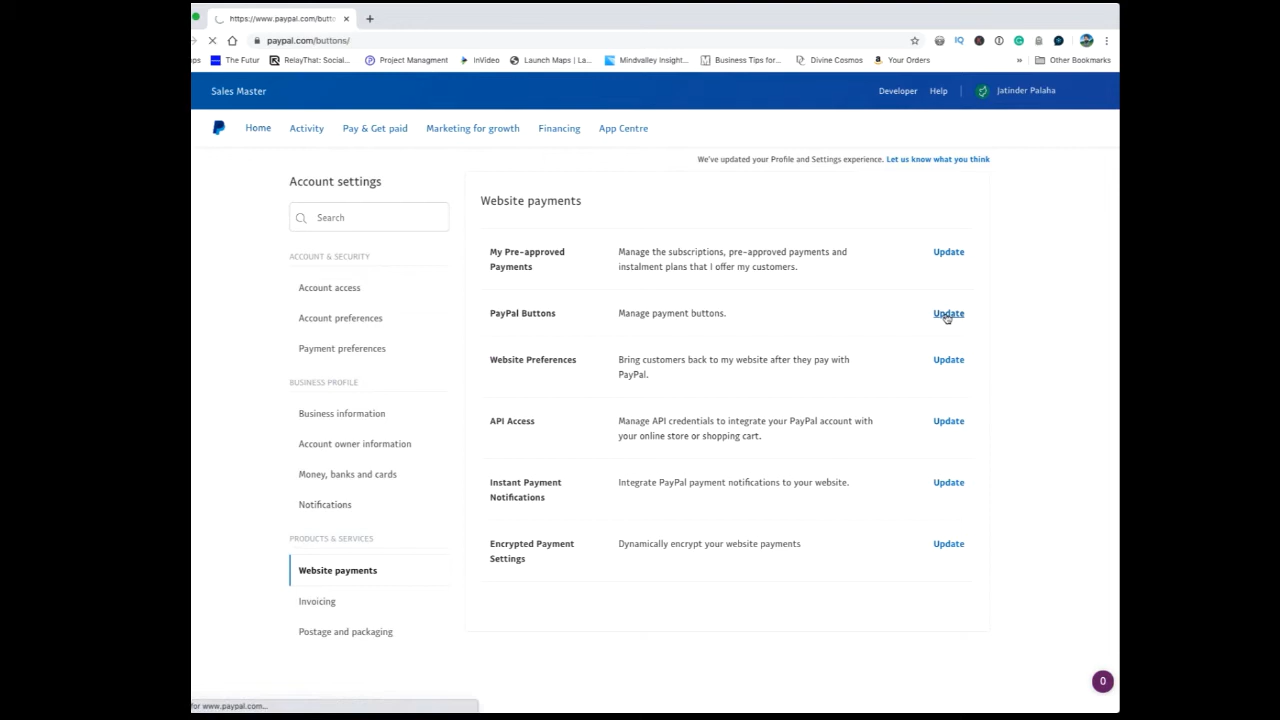 https://www.paypal.com/butto
paypal.com/buttons/
ps The Futur RelayThat: Social... Project Managment InVideo Launch Maps | La... Mindvalley Insight... Business Tips for... Divine Cosmos Your Orders » Other Bookmarks
Sales Master Developer Help Jatinder Palaha
Home Activity Pay & Get paid Marketing for growth Financing App Centre
We've updated your Profile and Settings experience. Let us know what you think
Account settings
Search
ACCOUNT & SECURITY
Account access
Account preferences
Payment preferences
BUSINESS PROFILE
Business information
Account owner information
Money, banks and cards
Notifications
PRODUCTS & SERVICES
Website payments
Invoicing
Postage and packaging
Website payments
My Pre-approved Payments
Manage the subscriptions, pre-approved payments and
instalment plans that I offer my customers.
Update
PayPal Buttons
Manage payment buttons.
Update
Website Preferences
Bring customers back to my website after they pay with
PayPal.
Update
API Access
Manage API credentials to integrate your PayPal account with
your online store or shopping cart.
Update
Instant Payment
Notifications
Integrate PayPal payment notifications to your website.
Update
Encrypted Payment
Settings
Dynamically encrypt your website payments
Update
0
for www.paypal.com...